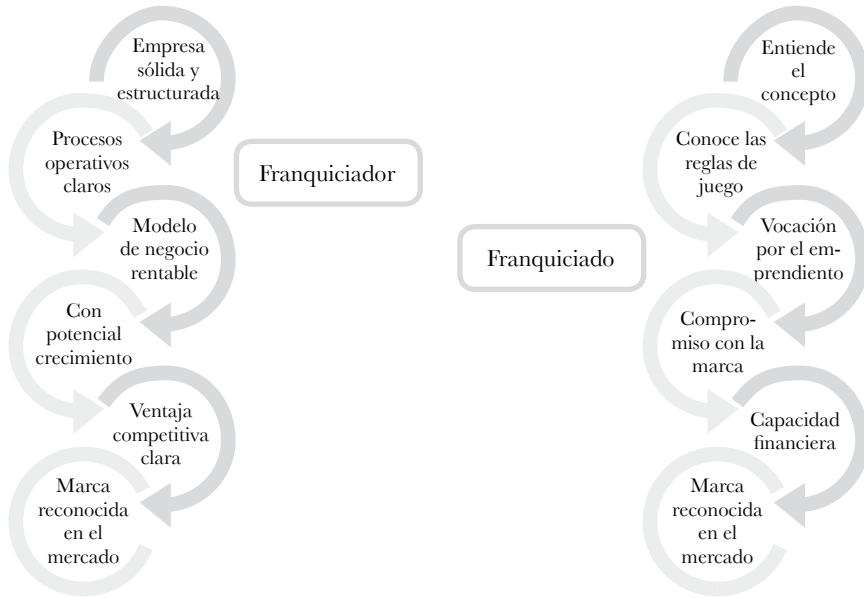 Empresa
sólida y
estructurada
Procesos
operativos
claros
Modelo
de negocio
rentable
Con
potencial
crecimiento
Ventaja
competitiva
clara
Marca
reconocida
en el
mercado
Franquiciador
Franquiciado
Entiende
el
concepto
Conoce las
reglas de
juego
Vocación
por el em-
prendiento
Compro-
miso con la
marca
Capacidad
financiera
Marca
reconocida
en el
mercado